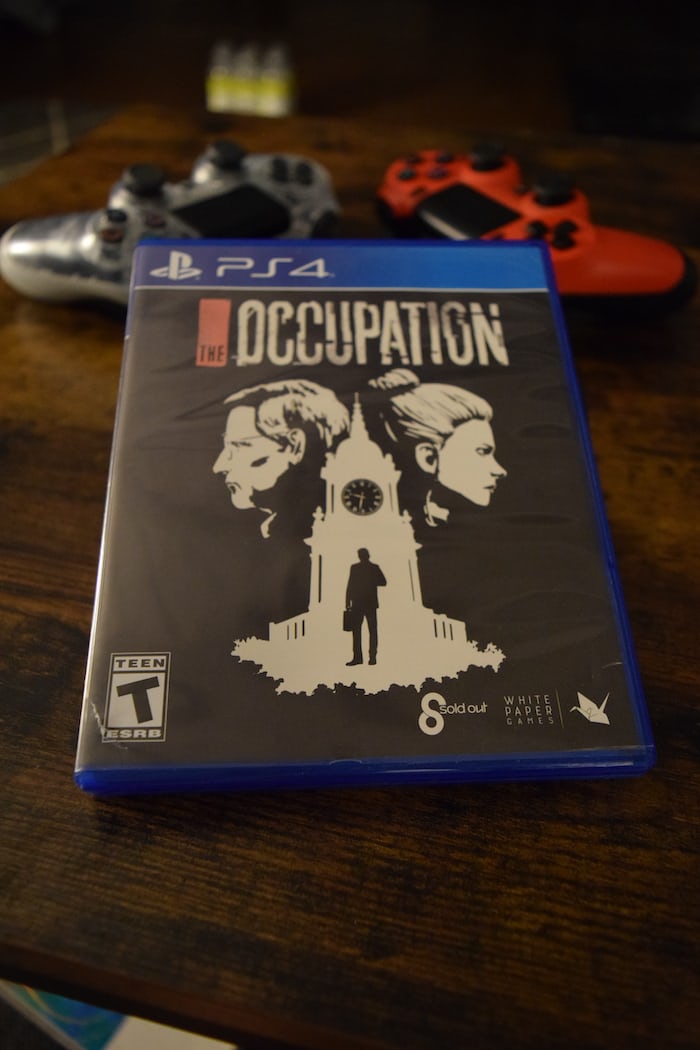 PS4
THE OCCUPATION
TEEN
T
ESRB
sold out
WHITE
PAPER
GAMES